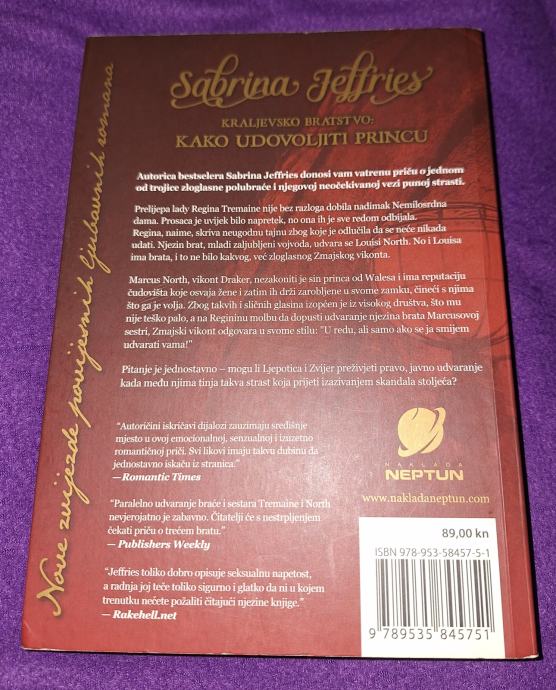 Nove zvijezde povijesnih ljubavnih romana
Sabrina Jeffries
KRALJEVSKO BRATSTVO:
KAKO UDOVOLJITI PRINCU
Autorica bestselera Sabrina Jeffries donosi vam vatrenu priču o jednom
od trojice zloglasne polubraće i njegovoj neočekivanoj vezi punoj strasti.
Prelijepa lady Regina Tremaine nije bez razloga dobila nadimak Nemilosrdna
dama. Prosaca je uvijek bilo napretek, no ona ih je sve redom odbijala.
Regina, naime, skriva neugodnu tajnu zbog koje je odlučila da se neće nikada
udati. Njezin brat, mladi zaljubljeni vojvoda, udvara se Louisi North. No i Louisa
ima brata, i to ne bilo kakvog, već zloglasnog Zmajskog vikonta.
Marcus North, vikont Draker, nezakoniti je sin princa od Walesa i ima reputaciju
čudovišta koje osvaja žene i zatim ih drži zarobljene u svome zamku, čineći s njima
što ga je volja. Zbog takvih i sličnih glasina izopćen je iz visokog društva, što mu
nije teško palo, a na Regininu molbu da dopusti udvaranje njezina brata Marcusovoj
sestri, Zmajski vikont odgovara u svome stilu: "U redu, ali samo ako se ja smijem
udvarati vama!"
Pitanje je jednostavno – mogu li Ljepotica i Zvijer preživjeti pravo, javno udvaranje
kada među njima tinja takva strast koja prijeti izazivanjem skandala stoljeća?
“Autoričini iskričavi dijalozi zauzimaju središnje
mjesto u ovoj emocionalnoj, senzualnoj i izuzetno
romantičnoj priči. Svi likovi imaju takvu dubinu da
jednostavno iskaču iz stranica.”
— Romantic Times
“Paralelno udvaranje braće i sestara Tremaine i North
nevjerojatno je zabavno. Čitatelji će s nestrpljenjem
čekati priču o trećem bratu.”
— Publishers Weekly
“Jeffries toliko dobro opisuje seksualnu napetost,
a radnja joj teče toliko sigurno i glatko da ni u kojem
trenutku nećete požaliti čitajući njezine knjige.”
— Rakehell.net
NAKLADA
NEPTUN
www.nakladaneptun.com
89,00 kn
ISBN 978-953-58457-5-1
9 789535 845751